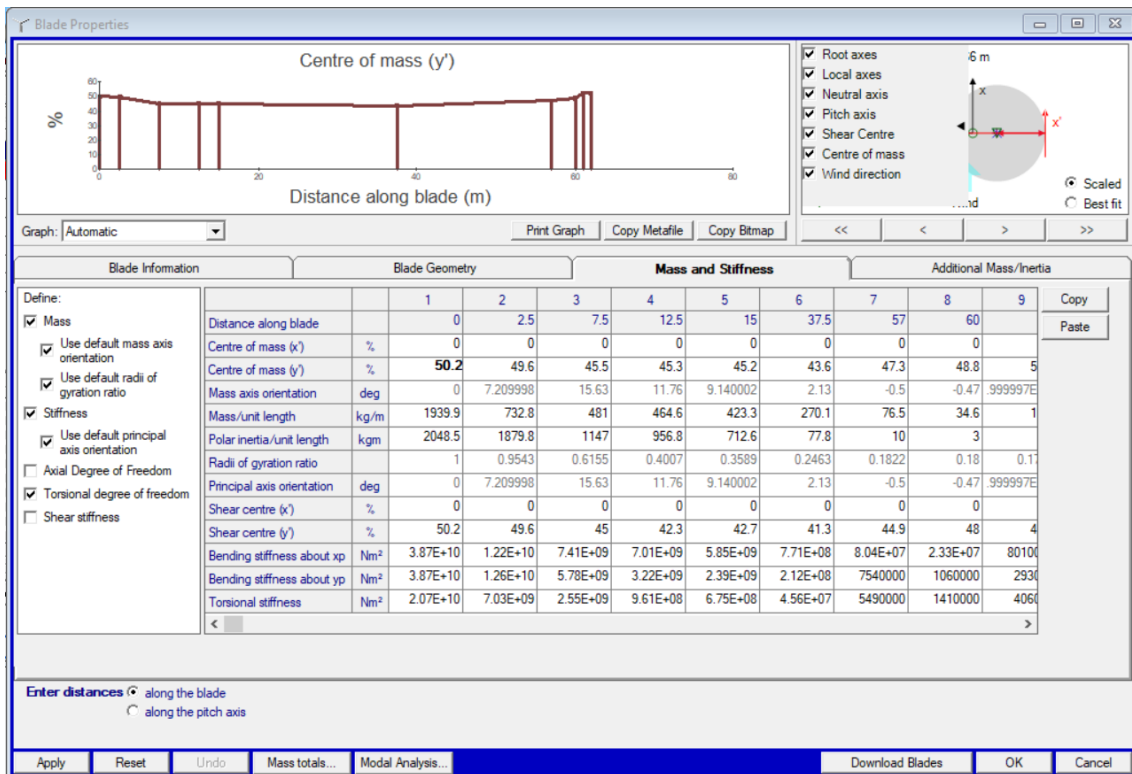 Blade Properties
Centre of mass (y')
%
60
50
40
30
20
10
0
0 20 40 60 80
Distance along blade (m)
Root axes
Local axes
Neutral axis
Pitch axis
Shear Centre
Centre of mass
Wind direction
6 m
x
x'
Scaled
Best fit
nd
Graph: Automatic
Print Graph Copy Metafile Copy Bitmap
<< < > >>
Blade Information Blade Geometry Mass and Stiffness Additional Mass/Inertia
Define:
Mass
Use default mass axis
orientation
Use default radii of
gyration ratio
Stiffness
Use default principal
axis orientation
Axial Degree of Freedom
Torsional degree of freedom
Shear stiffness
1 2 3 4 5 6 7 8 9
Distance along blade 0 2.5 7.5 12.5 15 37.5 57 60
Centre of mass (x') % 0 0 0 0 0 0 0 0
Centre of mass (y') % 50.2 49.6 45.5 45.3 45.2 43.6 47.3 48.8 5
Mass axis orientation deg 0 7.209998 15.63 11.76 9.140002 2.13 -0.5 -0.47 .999997E
Mass/unit length kg/m 1939.9 732.8 481 464.6 423.3 270.1 76.5 34.6 1
Polar inertia/unit length kgm 2048.5 1879.8 1147 956.8 712.6 77.8 10 3
Radii of gyration ratio 1 0.9543 0.6155 0.4007 0.3589 0.2463 0.1822 0.18 0.17
Principal axis orientation deg 0 7.209998 15.63 11.76 9.140002 2.13 -0.5 -0.47 .999997E
Shear centre (x') % 0 0 0 0 0 0 0 0
Shear centre (y') % 50.2 49.6 45 42.3 42.7 41.3 44.9 48 4
Bending stiffness about xp Nm² 3.87E+10 1.22E+10 7.41E+09 7.01E+09 5.85E+09 7.71E+08 8.04E+07 2.33E+07 80100
Bending stiffness about yp Nm² 3.87E+10 1.26E+10 5.78E+09 3.22E+09 2.39E+09 2.12E+08 7540000 1060000 2930
Torsional stiffness Nm² 2.07E+10 7.03E+09 2.55E+09 9.61E+08 6.75E+08 4.56E+07 5490000 1410000 4060
Copy
Paste
Enter distances along the blade
along the pitch axis
Apply Reset Undo Mass totals... Modal Analysis... Download Blades OK Cancel